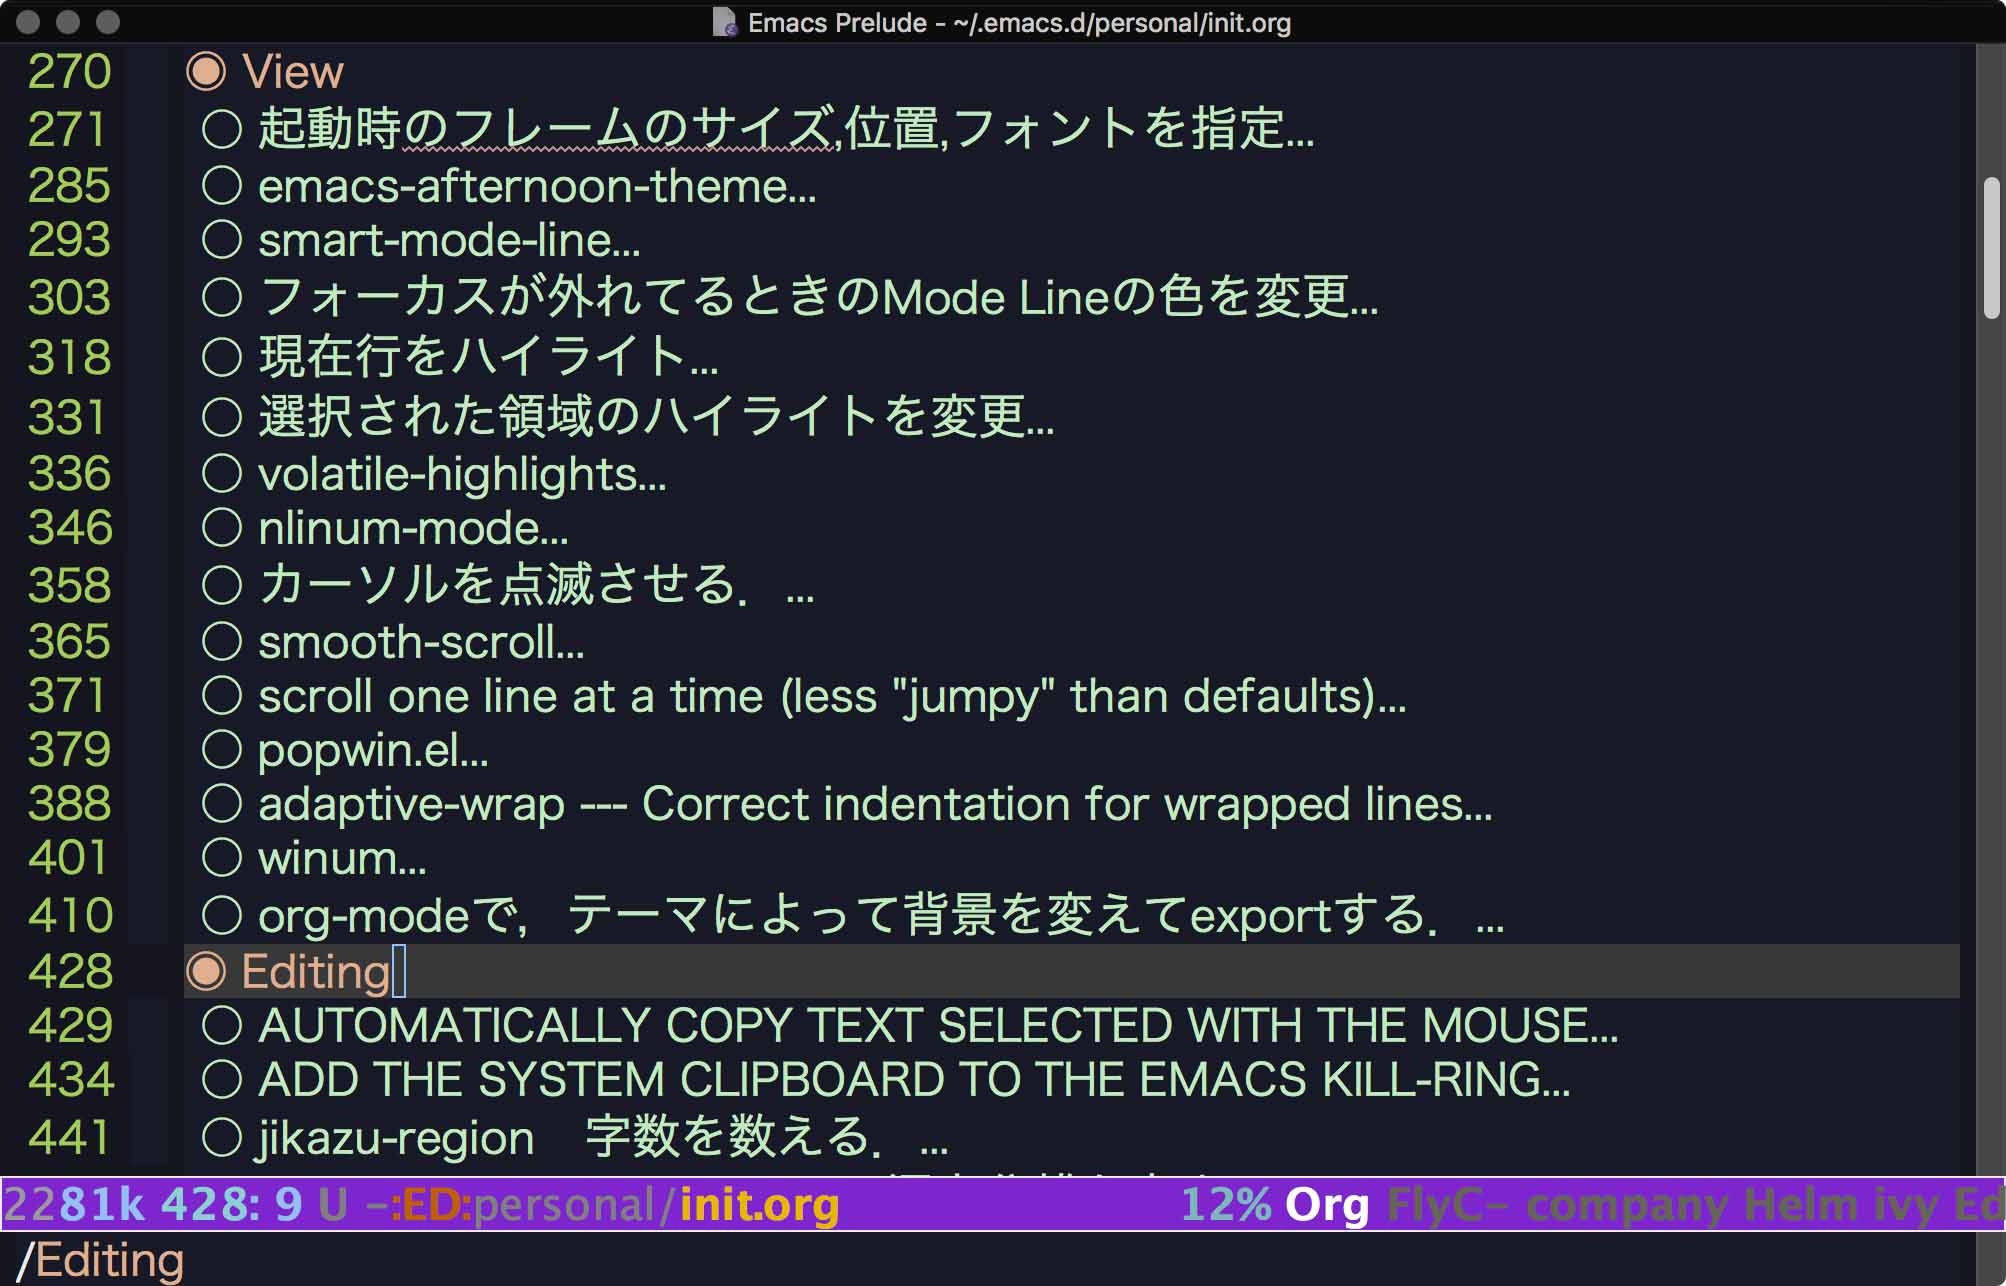 Emacs Prelude - ~/.emacs.d/personal/init.org
270 View
271 起動時のフレームのサイズ,位置,フォントを指定...
285 emacs-afternoon-theme...
293 smart-mode-line...
303 フォーカスが外れてるときのMode Lineの色を変更...
318 現在行をハイライト...
331 選択された領域のハイライトを変更...
336 volatile-highlights...
346 nlinum-mode...
358 カーソルを点滅させる．...
365 smooth-scroll...
371 scroll one line at a time (less "jumpy" than defaults)...
379 popwin.el...
388 adaptive-wrap --- Correct indentation for wrapped lines...
401 winum...
410 org-modeで，テーマによって背景を変えてexportする．...
428 Editing
429 AUTOMATICALLY COPY TEXT SELECTED WITH THE MOUSE...
434 ADD THE SYSTEM CLIPBOARD TO THE EMACS KILL-RING...
441 jikazu-region　字数を数える．...
2281k 428: 9 U -:ED:personal/init.org 12% Org FlyC- company Helm ivy Ed
/Editing